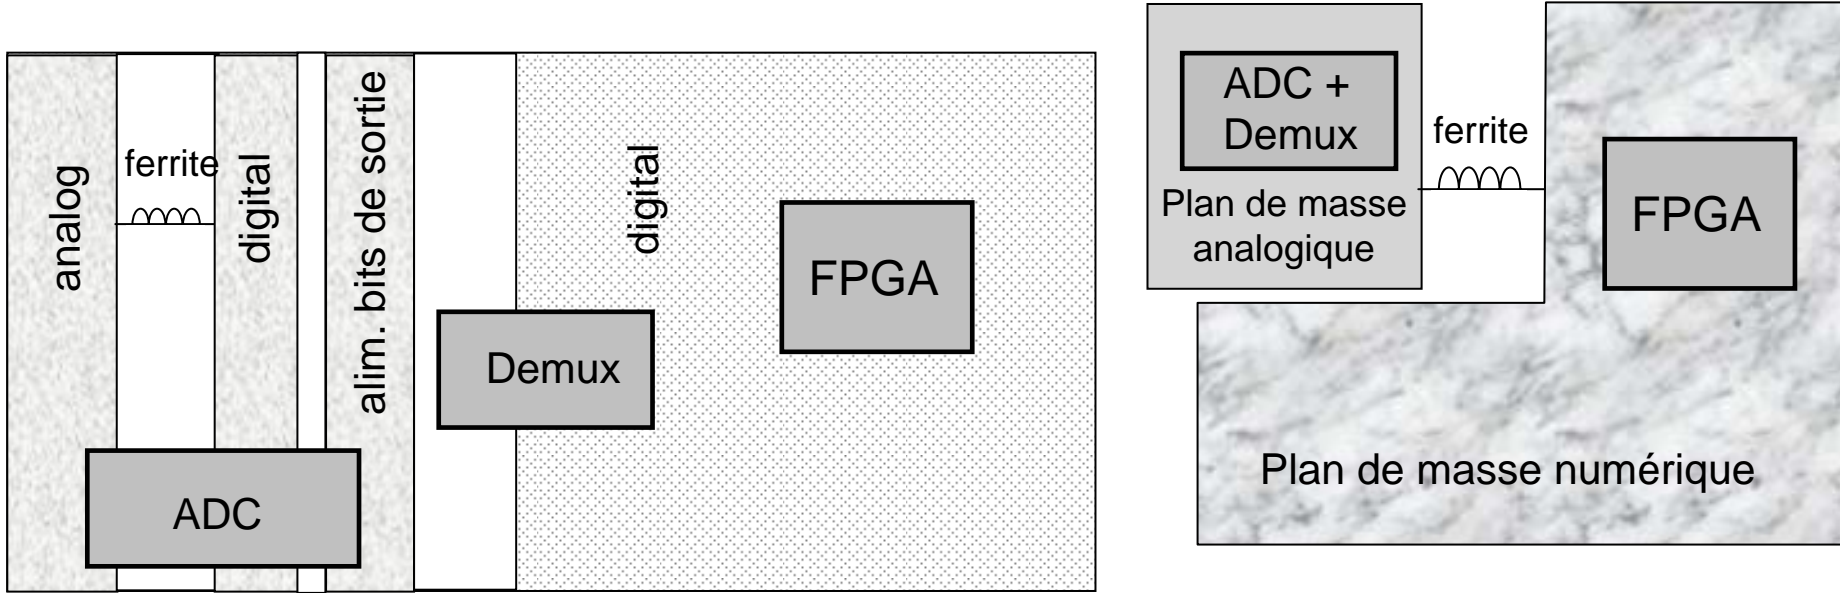 analog
ferrite
digital
alim. bits de sortie
digital
FPGA
Demux
ADC
ADC +
Demux
Plan de masse
analogique
ferrite
FPGA
Plan de masse numérique